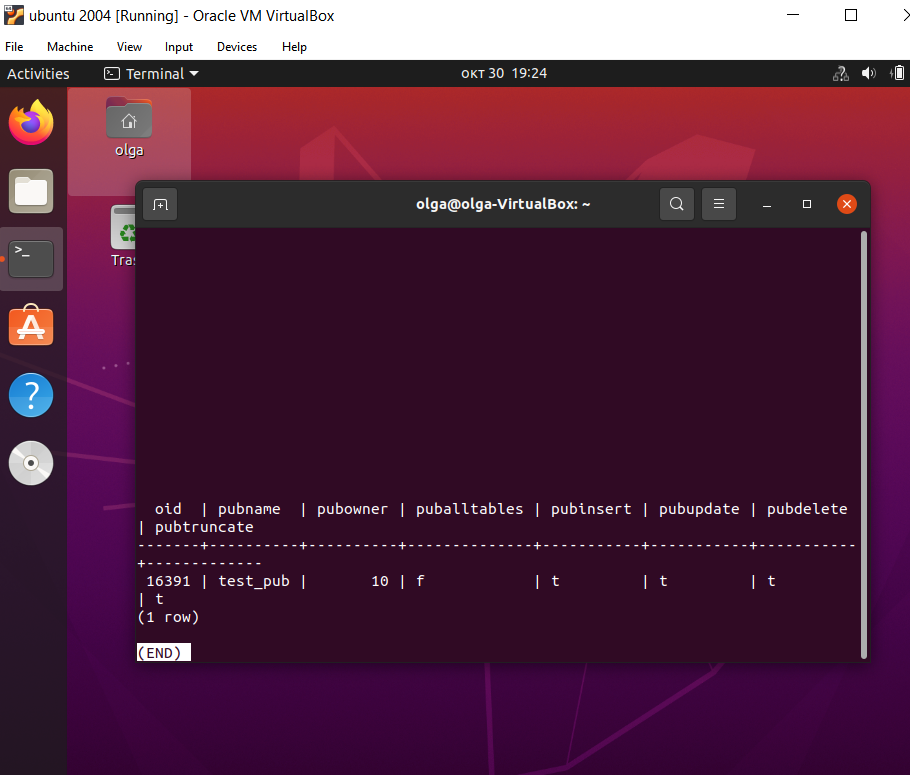 ubuntu 2004 [Running] - Oracle VM VirtualBox
File Machine View Input Devices Help
Activities Terminal окт 30 19:24
olga
Tras
olga@olga-VirtualBox: ~
  oid  | pubname  | pubowner | puballtables | pubinsert | pubupdate | pubdelete
| pubtruncate
-------+----------+----------+--------------+-----------+-----------+-----------
+-------------
 16391 | test_pub |       10 | f            | t         | t         | t
| t
(1 row)
(END)